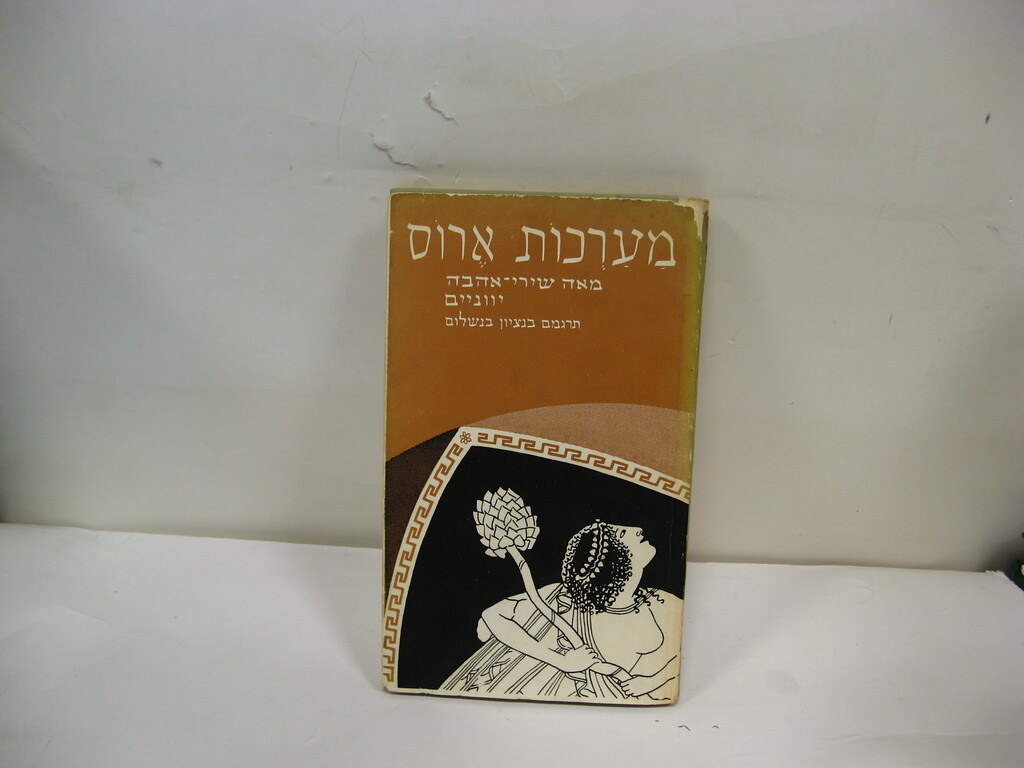 מַעַרְכוֹת אֶרוֹס
מאה שירי־אהבה
יווניים
תרגמם בנציון בנשלום